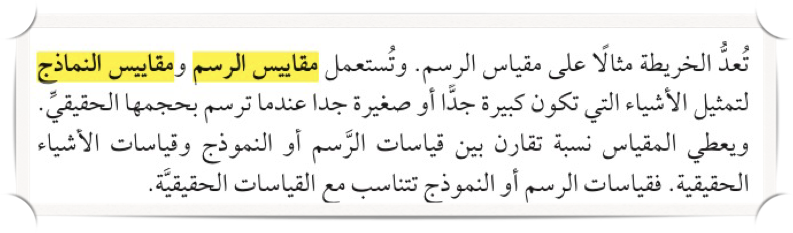 تُعدُّ الخريطة مثالًا على مقياس الرسم. وتُستعمل مقاييس الرسم ومقاييس النماذج
لتمثيل الأشياء التي تكون كبيرة جدًّا أو صغيرة جدا عندما ترسم بحجمها الحقيقيِّ.
ويعطي المقياس نسبة تقارن بين قياسات الرَّسم أو النموذج وقياسات الأشياء
الحقيقية. فقياسات الرسم أو النموذج تتناسب مع القياسات الحقيقيَّة.